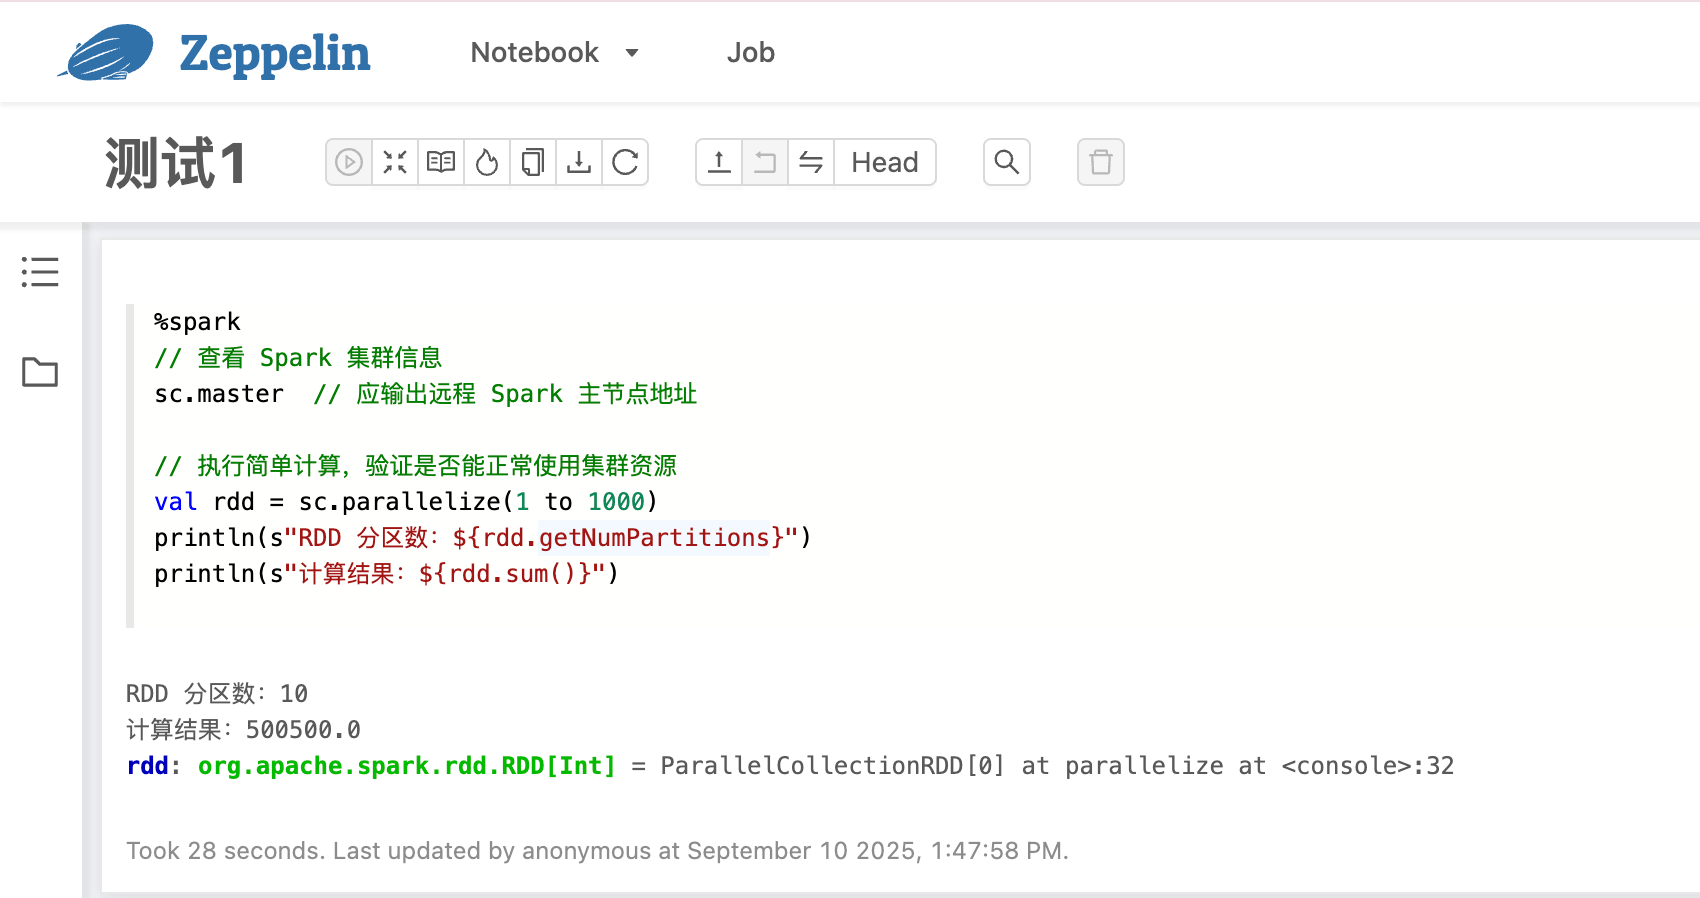 Zeppelin Notebook Job
测试1 Head
%spark
// 查看 Spark 集群信息
sc.master  // 应输出远程 Spark 主节点地址
// 执行简单计算，验证是否能正常使用集群资源
val rdd = sc.parallelize(1 to 1000)
println(s"RDD 分区数：${rdd.getNumPartitions}")
println(s"计算结果：${rdd.sum()}")
RDD 分区数：10
计算结果：500500.0
rdd: org.apache.spark.rdd.RDD[Int] = ParallelCollectionRDD[0] at parallelize at <console>:32
Took 28 seconds. Last updated by anonymous at September 10 2025, 1:47:58 PM.